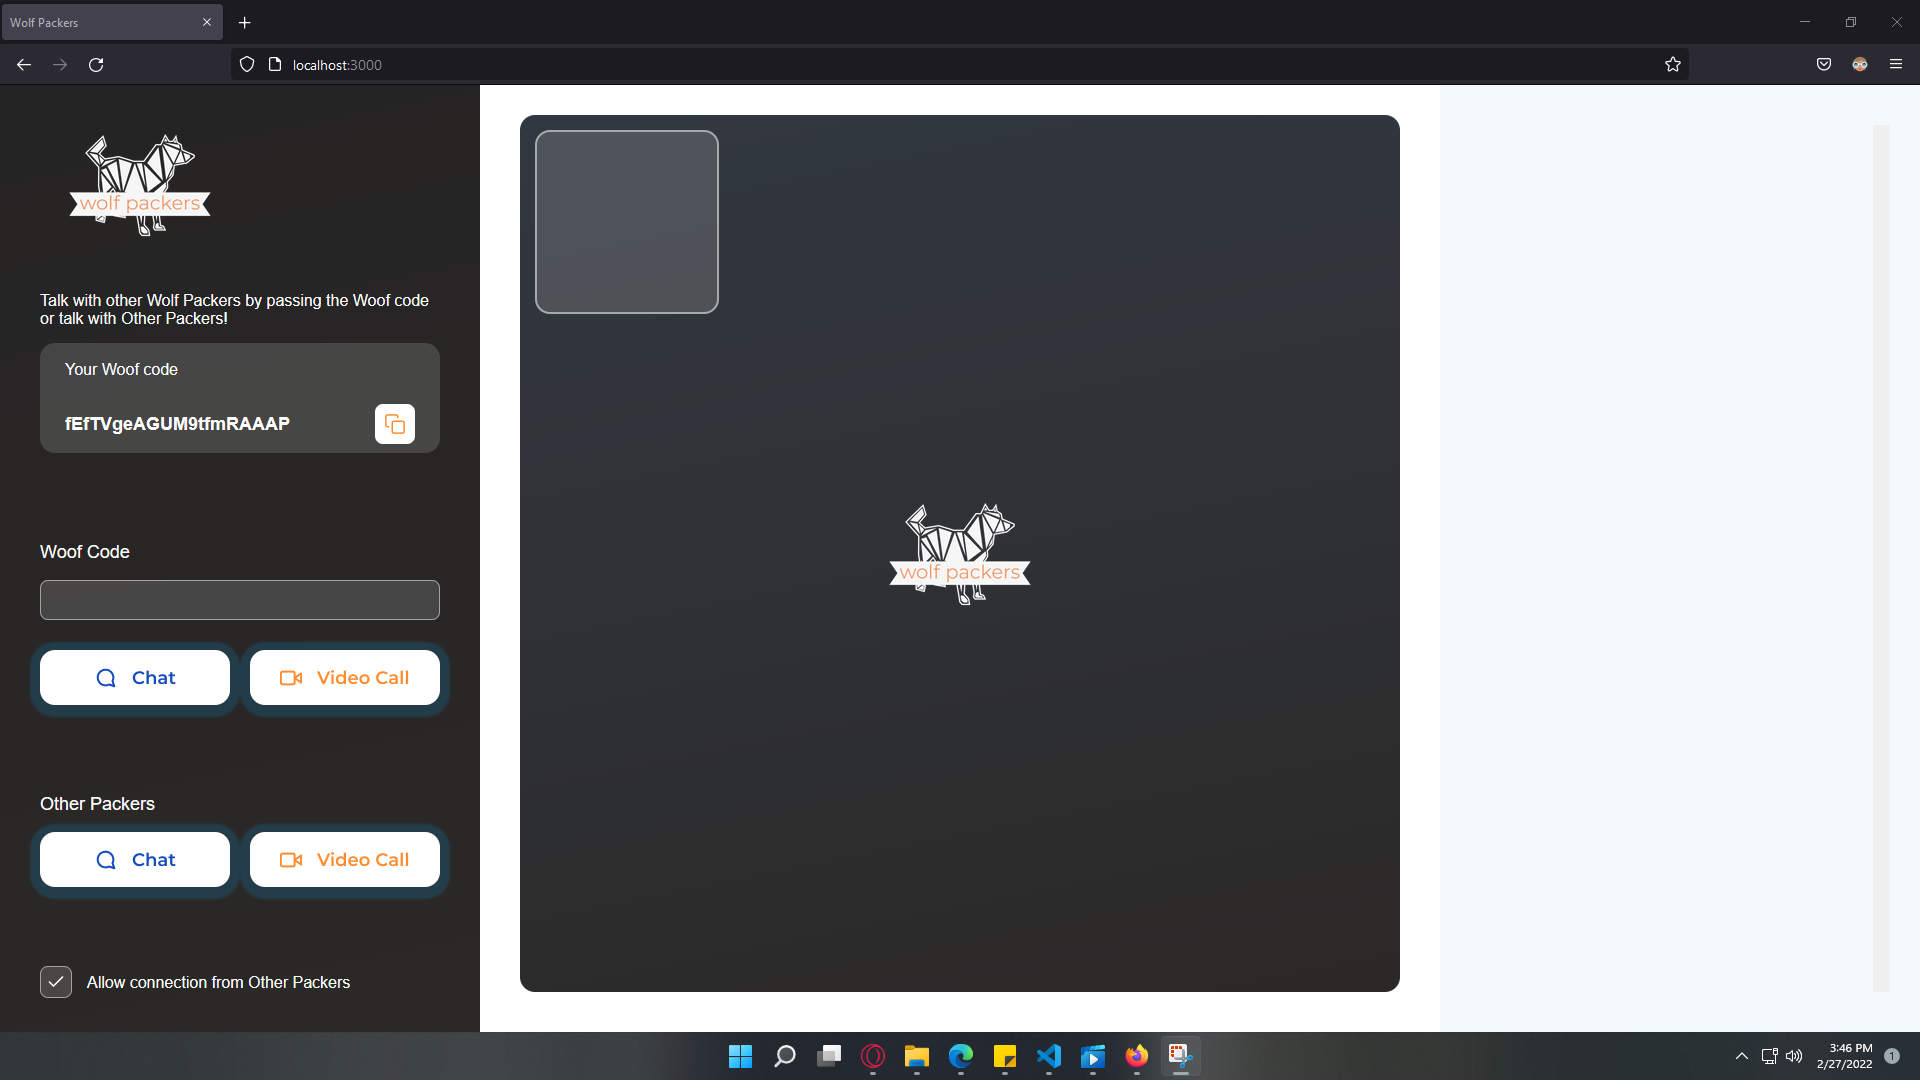 Wolf Packers
localhost:3000
wolf packers
Talk with other Wolf Packers by passing the Woof code
or talk with Other Packers!
Your Woof code
fEfTVgeAGUM9tfmRAAAP
Woof Code
Chat
Video Call
Other Packers
Chat
Video Call
Allow connection from Other Packers
wolf packers
3:46 PM
2/27/2022
1